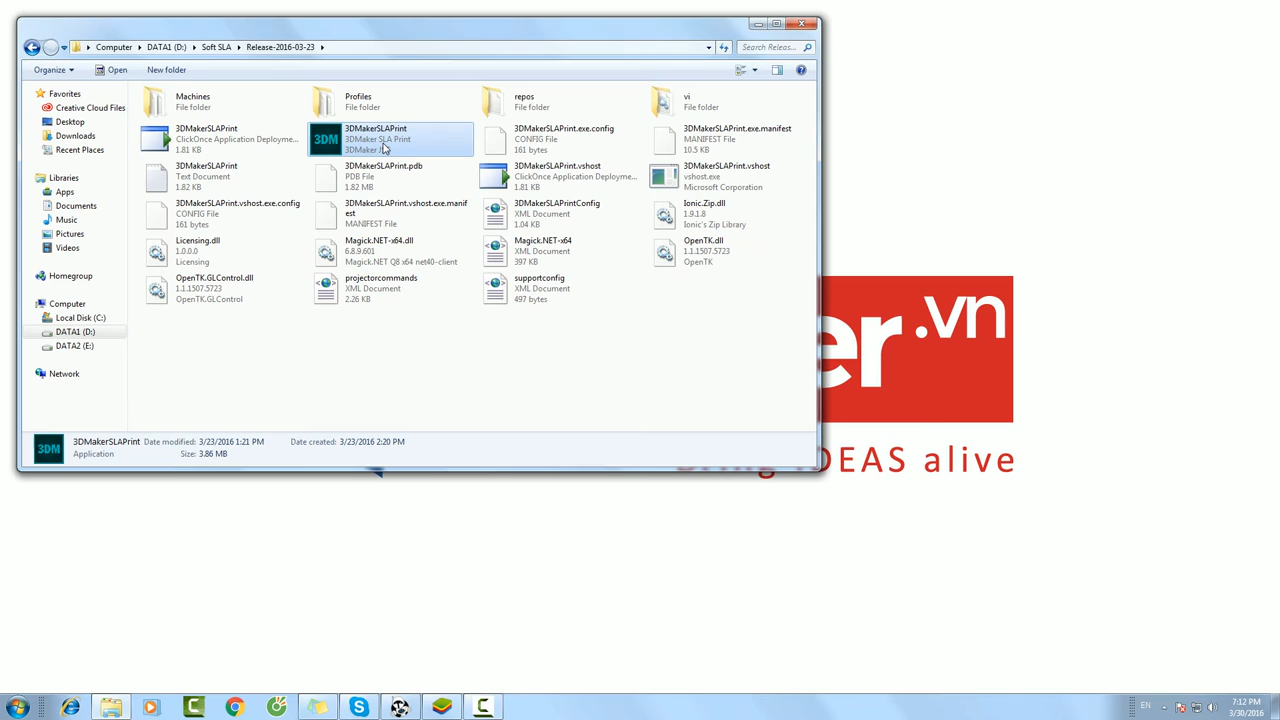 Computer ▸ DATA1 (D:) ▸ Soft SLA ▸ Release-2016-03-23 ▸
Search Releas...
Organize
Open
New folder
Favorites
Creative Cloud Files
Desktop
Downloads
Recent Places
Libraries
Apps
Documents
Music
Pictures
Videos
Homegroup
Computer
Local Disk (C:)
DATA1 (D:)
DATA2 (E:)
Network
Machines
File folder
Profiles
File folder
repos
File folder
vi
File folder
3DMakerSLAPrint
ClickOnce Application Deployme...
1.81 KB
3DM
3DMakerSLAPrint
3DMaker SLA Print
3DMaker
3DMakerSLAPrint.exe.config
CONFIG File
161 bytes
3DMakerSLAPrint.exe.manifest
MANIFEST File
10.5 KB
3DMakerSLAPrint
Text Document
1.82 KB
3DMakerSLAPrint.pdb
PDB File
1.82 MB
3DMakerSLAPrint.vshost
ClickOnce Application Deployme...
1.81 KB
3DMakerSLAPrint.vshost
vshost.exe
Microsoft Corporation
3DMakerSLAPrint.vshost.exe.config
CONFIG File
161 bytes
3DMakerSLAPrint.vshost.exe.manif
est
MANIFEST File
3DMakerSLAPrintConfig
XML Document
1.04 KB
Ionic.Zip.dll
1.9.1.8
Ionic's Zip Library
Licensing.dll
1.0.0.0
Licensing
Magick.NET-x64.dll
6.8.9.601
Magick.NET Q8 x64 net40-client
Magick.NET-x64
XML Document
397 KB
OpenTK.dll
1.1.1507.5723
OpenTK
OpenTK.GLControl.dll
1.1.1507.5723
OpenTK.GLControl
projectorcommands
XML Document
2.26 KB
supportconfig
XML Document
497 bytes
3DM
3DMakerSLAPrint Date modified: 3/23/2016 1:21 PM Date created: 3/23/2016 2:20 PM
Application Size: 3.86 MB
er.vn
IDEAS alive
EN
7:12 PM
3/30/2016